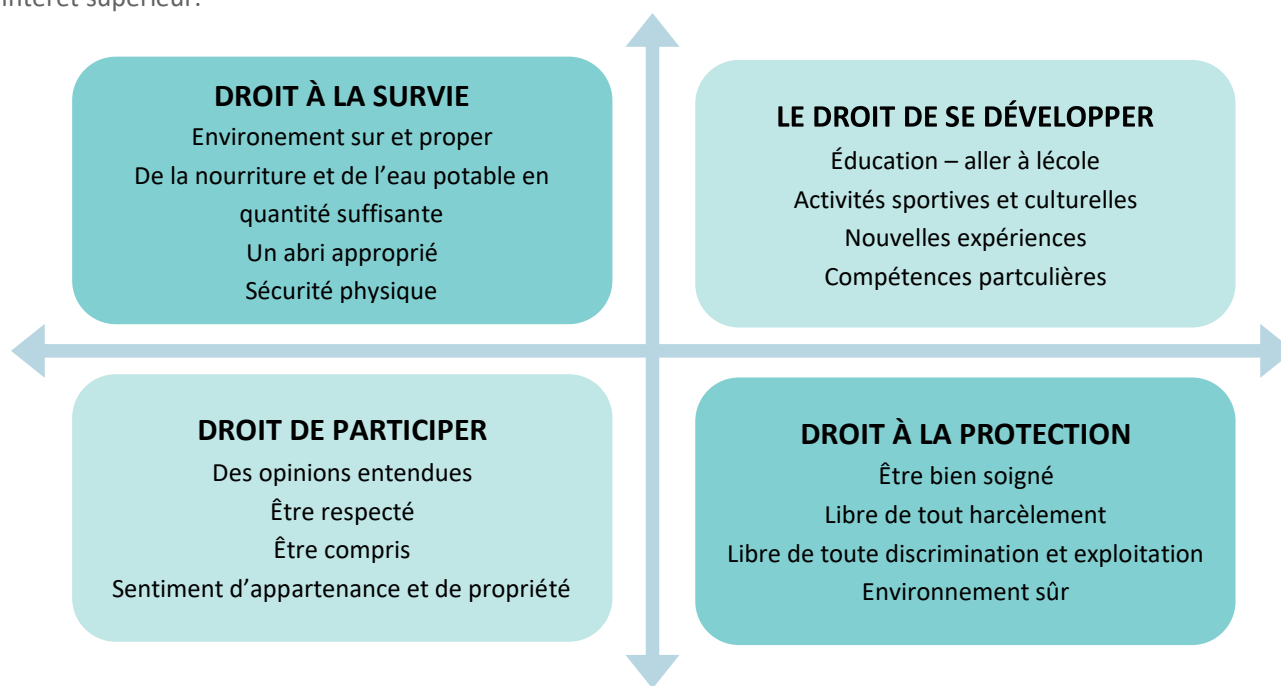 intérêt supérieur.
DROIT À LA SURVIE
Environement sur et proper
De la nourriture et de l’eau potable en
quantité suffisante
Un abri approprié
Sécurité physique
LE DROIT DE SE DÉVELOPPER
Éducation – aller à lécole
Activités sportives et culturelles
Nouvelles expériences
Compétences partculières
DROIT DE PARTICIPER
Des opinions entendues
Être respecté
Être compris
Sentiment d’appartenance et de propriété
DROIT À LA PROTECTION
Être bien soigné
Libre de tout harcèlement
Libre de toute discrimination et exploitation
Environnement sûr